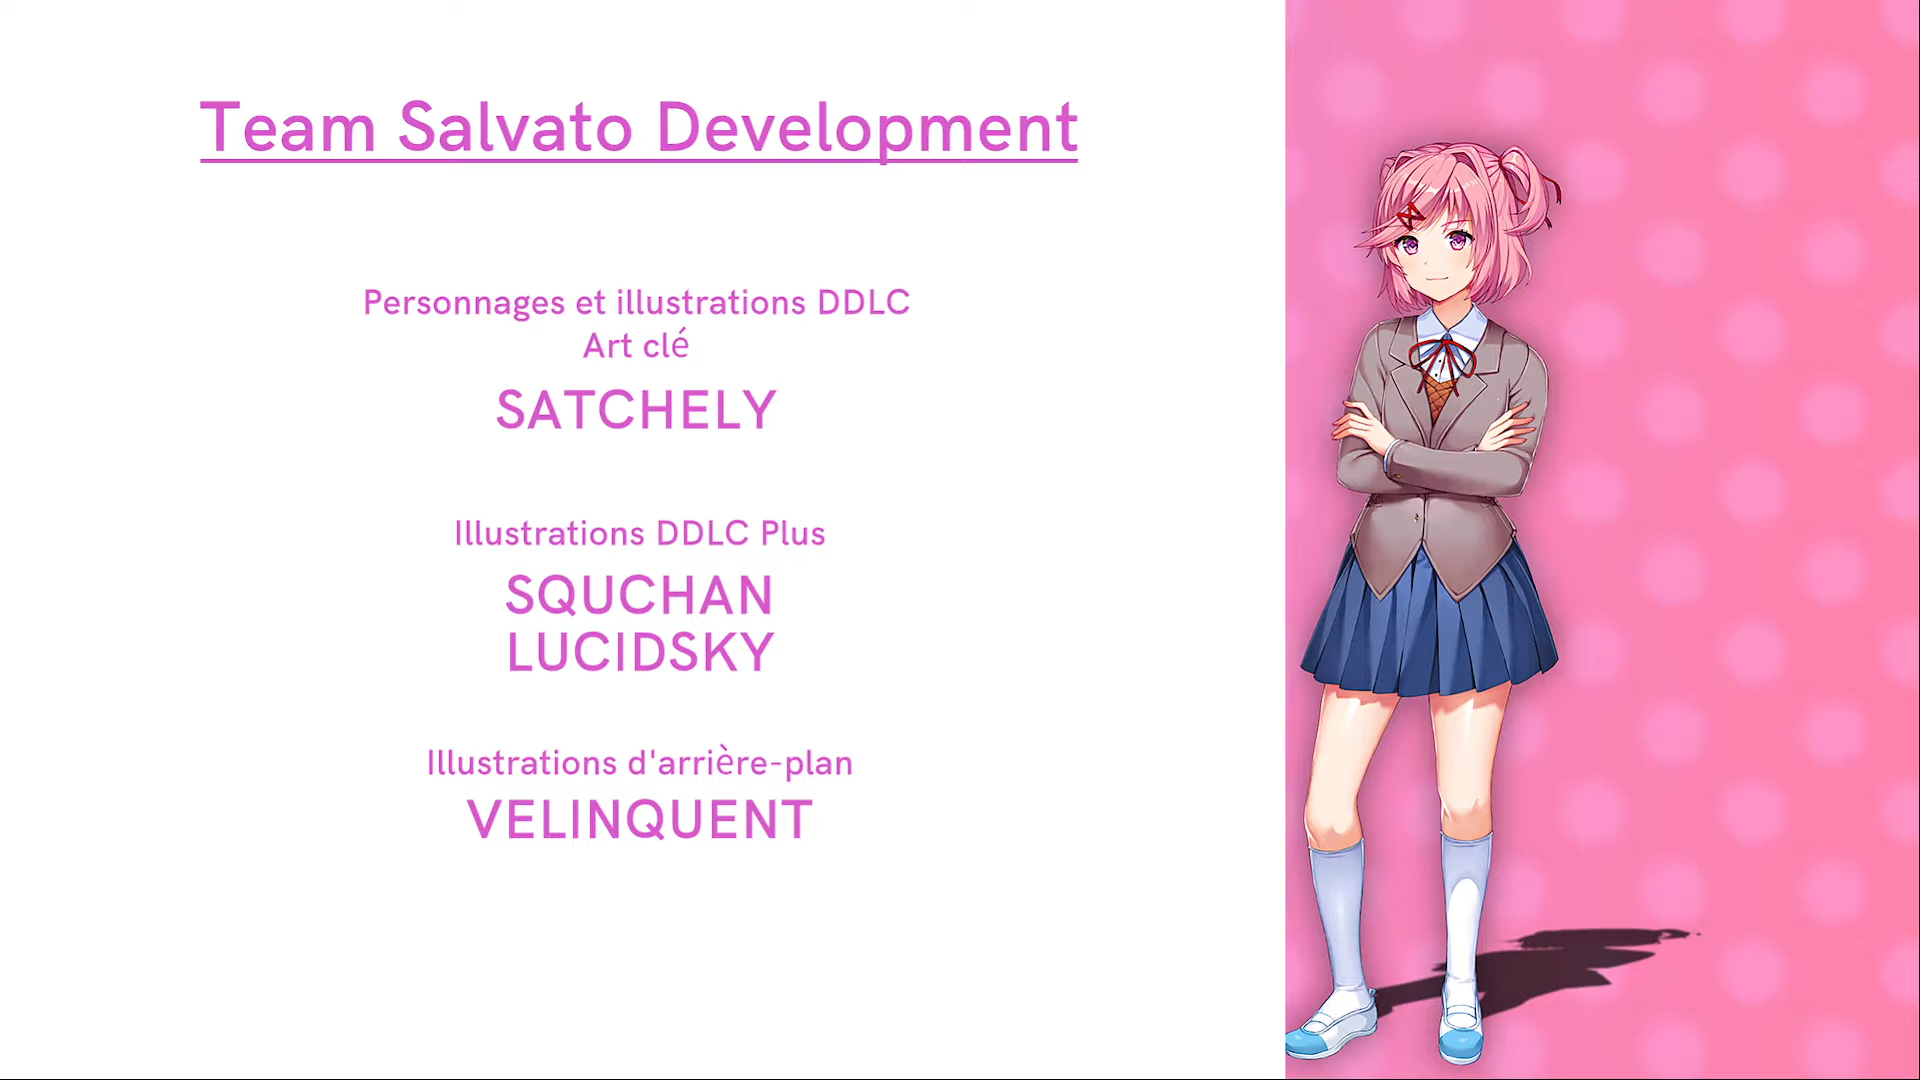 Team Salvato Development
Personnages et illustrations DDLC
Art clé
SATCHELY
Illustrations DDLC Plus
SQUCHAN
LUCIDSKY
Illustrations d'arrière-plan
VELINQUENT